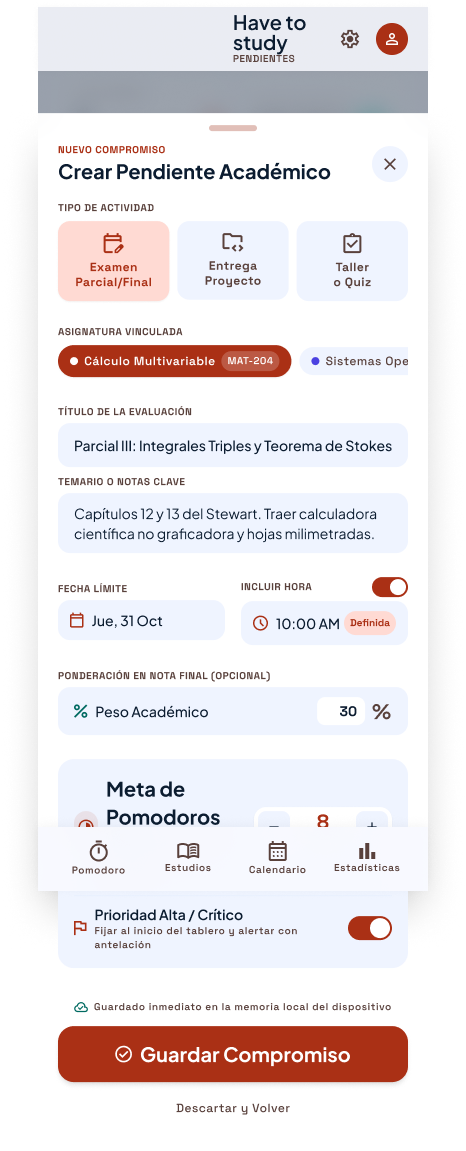 Have to
study
PENDIENTES
NUEVO COMPROMISO
Crear Pendiente Académico
TIPO DE ACTIVIDAD
Examen
Parcial/Final
Entrega
Proyecto
Taller
o Quiz
ASIGNATURA VINCULADA
Cálculo Multivariable MAT-204
Sistemas Ope
TÍTULO DE LA EVALUACIÓN
Parcial III: Integrales Triples y Teorema de Stokes
TEMARIO O NOTAS CLAVE
Capítulos 12 y 13 del Stewart. Traer calculadora
científica no graficadora y hojas milimetradas.
FECHA LÍMITE
Jue, 31 Oct
INCLUIR HORA
10:00 AM Definida
PONDERACIÓN EN NOTA FINAL (OPCIONAL)
% Peso Académico 30 %
Meta de
Pomodoros
− 8 +
Pomodoro
Estudios
Calendario
Estadísticas
Prioridad Alta / Crítico
Fijar al inicio del tablero y alertar con
antelación
Guardado inmediato en la memoria local del dispositivo
Guardar Compromiso
Descartar y Volver